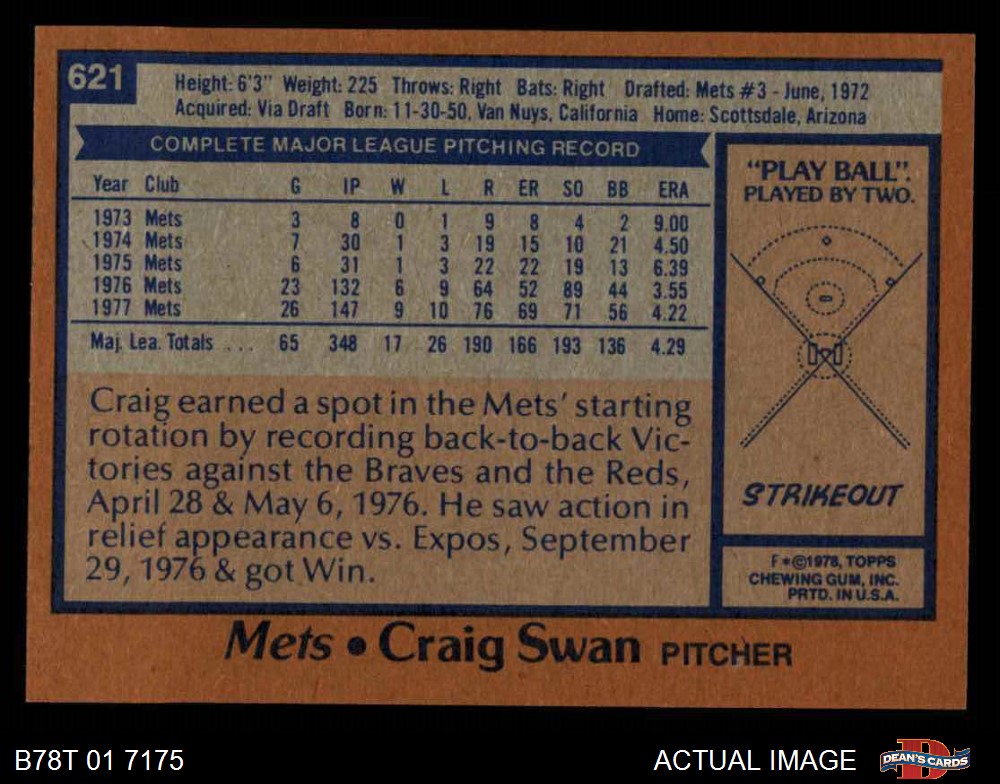 621
Height: 6'3" Weight: 225 Throws: Right Bats: Right Drafted: Mets #3 - June, 1972
Acquired: Via Draft Born: 11-30-50, Van Nuys, California Home: Scottsdale, Arizona
COMPLETE MAJOR LEAGUE PITCHING RECORD
Year Club G IP W L R ER SO BB ERA
1973 Mets 3 8 0 1 9 8 4 2 9.00
1974 Mets 7 30 1 3 19 15 10 21 4.50
1975 Mets 6 31 1 3 22 22 19 13 6.39
1976 Mets 23 132 6 9 64 52 89 44 3.55
1977 Mets 26 147 9 10 76 69 71 56 4.22
Maj. Lea. Totals ... 65 348 17 26 190 166 193 136 4.29
Craig earned a spot in the Mets' starting
rotation by recording back-to-back Vic-
tories against the Braves and the Reds,
April 28 & May 6, 1976. He saw action in
relief appearance vs. Expos, September
29, 1976 & got Win.
"PLAY BALL".
PLAYED BY TWO.
STRIKEOUT
F*©1978, TOPPS
CHEWING GUM, INC.
PRTD. IN U.S.A.
Mets • Craig Swan PITCHER
B78T 01 7175
ACTUAL IMAGE
D
DEAN'S CARDS